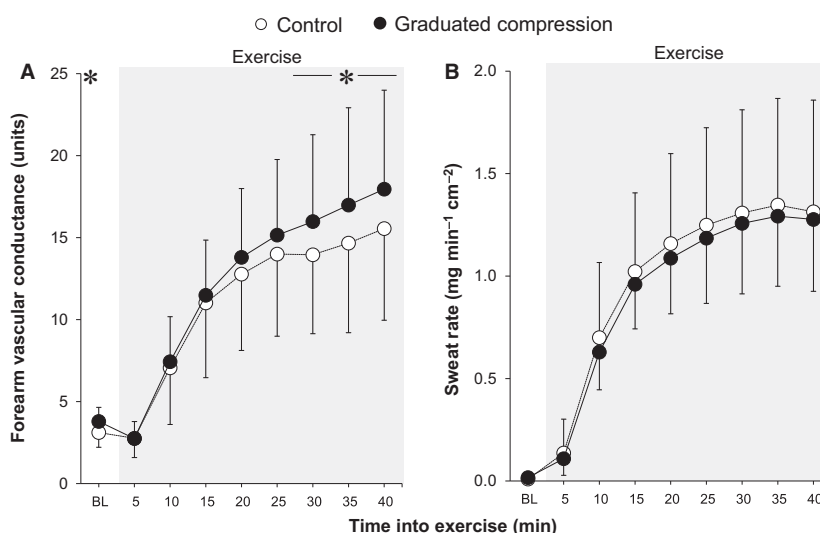 Control Graduated compression
A
Exercise
*
*
25
20
15
10
5
0
Forearm vascular conductance (units)
BL 5 10 15 20 25 30 35 40
B
Exercise
2.0
1.5
1.0
0.5
0.0
Sweat rate (mg min⁻¹ cm⁻²)
BL 5 10 15 20 25 30 35 40
Time into exercise (min)